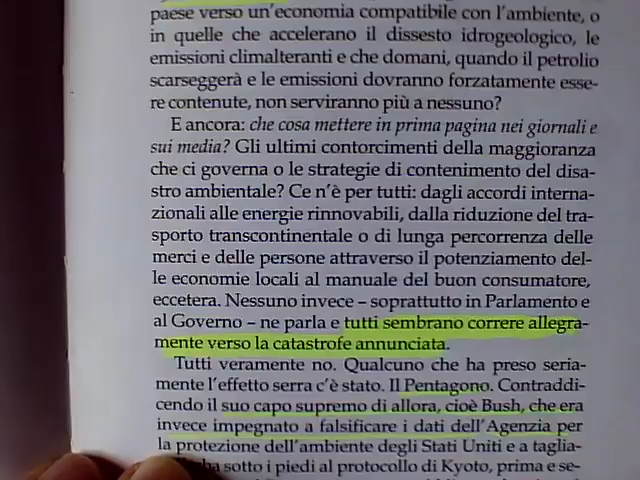 paese verso un'economia compatibile con l'ambiente, o
in quelle che accelerano il dissesto idrogeologico, le
emissioni climalteranti e che domani, quando il petrolio
scarseggerà e le emissioni dovranno forzatamente esse-
re contenute, non serviranno più a nessuno?
E ancora: che cosa mettere in prima pagina nei giornali e
sui media? Gli ultimi contorcimenti della maggioranza
che ci governa o le strategie di contenimento del disa-
stro ambientale? Ce n'è per tutti: dagli accordi interna-
zionali alle energie rinnovabili, dalla riduzione del tra-
sporto transcontinentale o di lunga percorrenza delle
merci e delle persone attraverso il potenziamento del-
le economie locali al manuale del buon consumatore,
eccetera. Nessuno invece – soprattutto in Parlamento e
al Governo – ne parla e tutti sembrano correre allegra-
mente verso la catastrofe annunciata.
Tutti veramente no. Qualcuno che ha preso seria-
mente l'effetto serra c'è stato. Il Pentagono. Contraddi-
cendo il suo capo supremo di allora, cioè Bush, che era
invece impegnato a falsificare i dati dell'Agenzia per
la protezione dell'ambiente degli Stati Uniti e a taglia-
ha sotto i piedi al protocollo di Kyoto, prima e se-